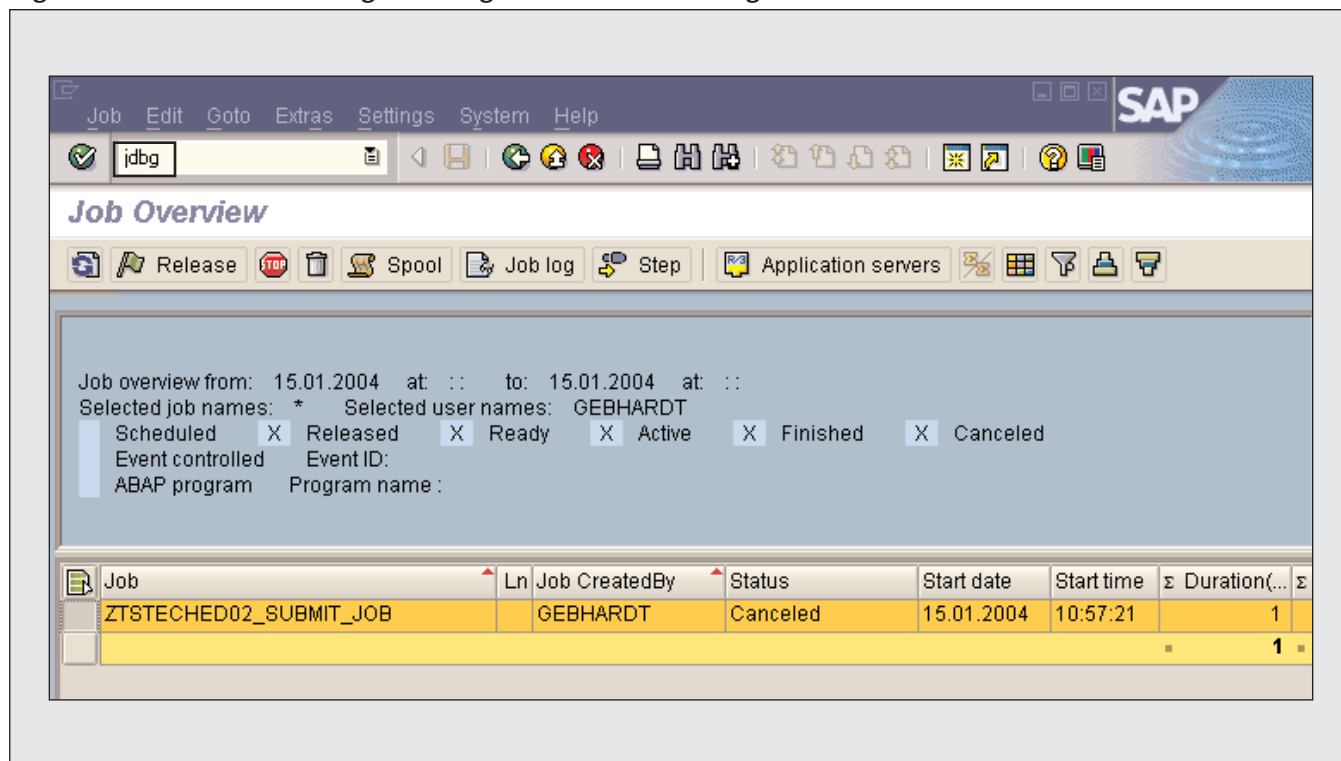 Job Edit Goto Extras Settings System Help
SAP
jdbg
Job Overview
Release STOP Spool Job log Step R/3 Application servers
Job overview from: 15.01.2004 at: : : to: 15.01.2004 at: : :
Selected job names: * Selected user names: GEBHARDT
Scheduled X Released X Ready X Active X Finished X Canceled
Event controlled Event ID:
ABAP program Program name :
Job Ln Job CreatedBy Status Start date Start time Σ Duration(... Σ
ZTSTECHED02_SUBMIT_JOB GEBHARDT Canceled 15.01.2004 10:57:21 1
1